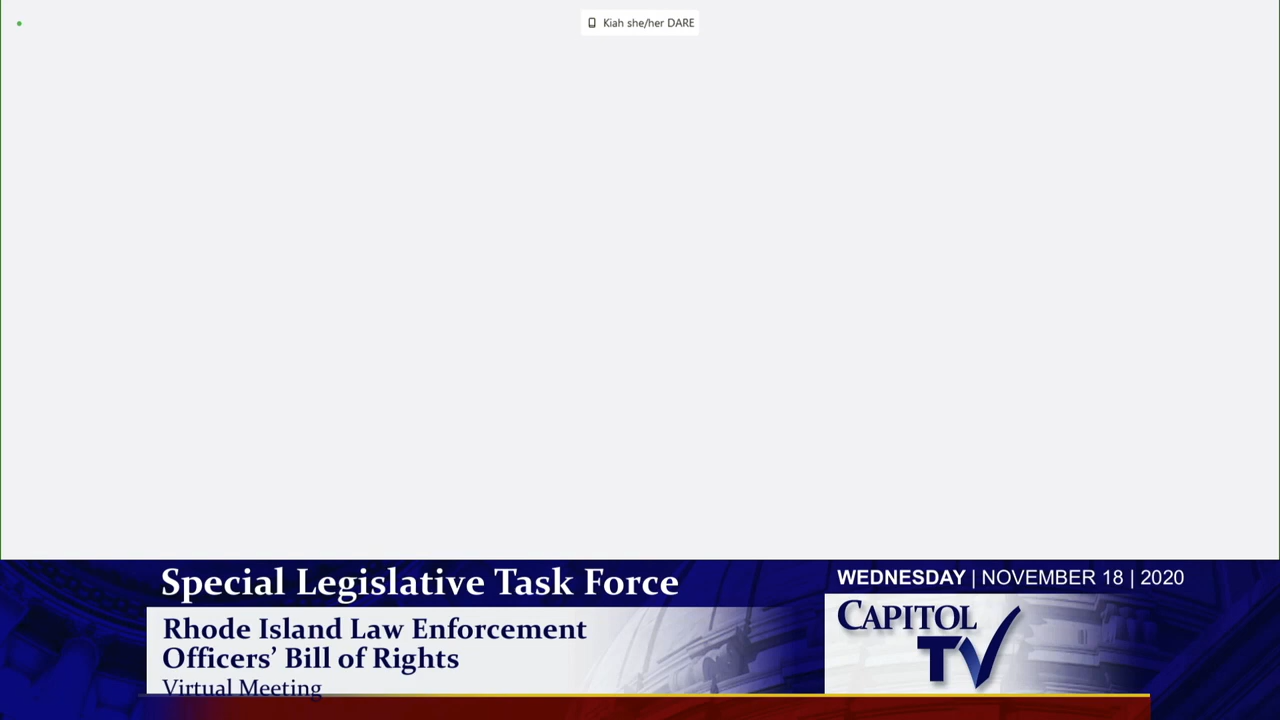 Kiah she/her DARE
Special Legislative Task Force
WEDNESDAY | NOVEMBER 18 | 2020
Rhode Island Law Enforcement
Officers’ Bill of Rights
Virtual Meeting
CAPITOL
TV